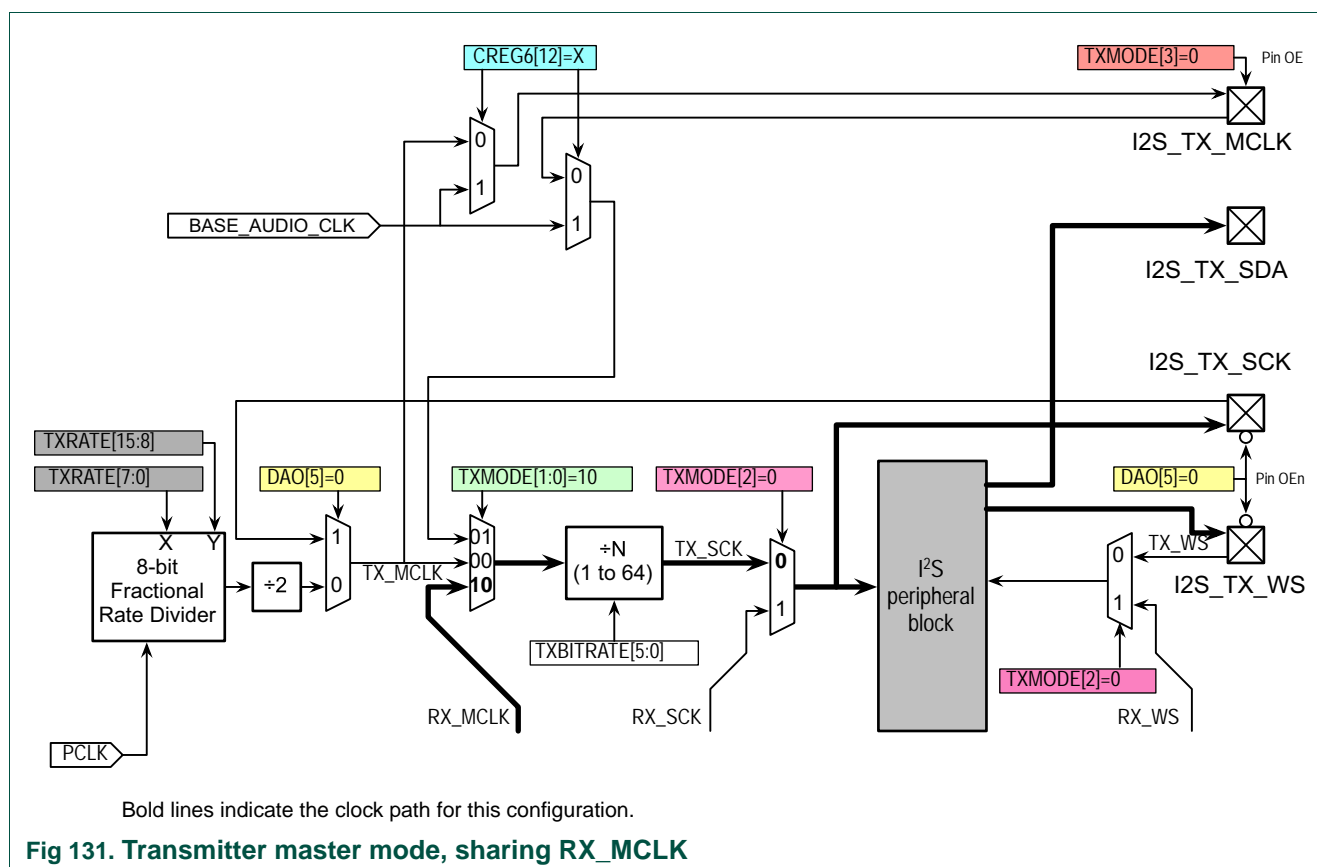 CREG6[12]=X
TXMODE[3]=0
Pin OE
0
1
I2S_TX_MCLK
0
1
BASE_AUDIO_CLK
I2S_TX_SDA
I2S_TX_SCK
TXRATE[15:8]
TXRATE[7:0]
DAO[5]=0
TXMODE[1:0]=10
TXMODE[2]=0
DAO[5]=0
Pin OEn
X
Y
8-bit
Fractional
Rate Divider
÷2
1
0
TX_MCLK
01
00
10
÷N
(1 to 64)
TX_SCK
0
1
I²S
peripheral
block
0
1
TX_WS
I2S_TX_WS
TXBITRATE[5:0]
TXMODE[2]=0
RX_MCLK
RX_SCK
RX_WS
PCLK
Bold lines indicate the clock path for this configuration.
Fig 131. Transmitter master mode, sharing RX_MCLK